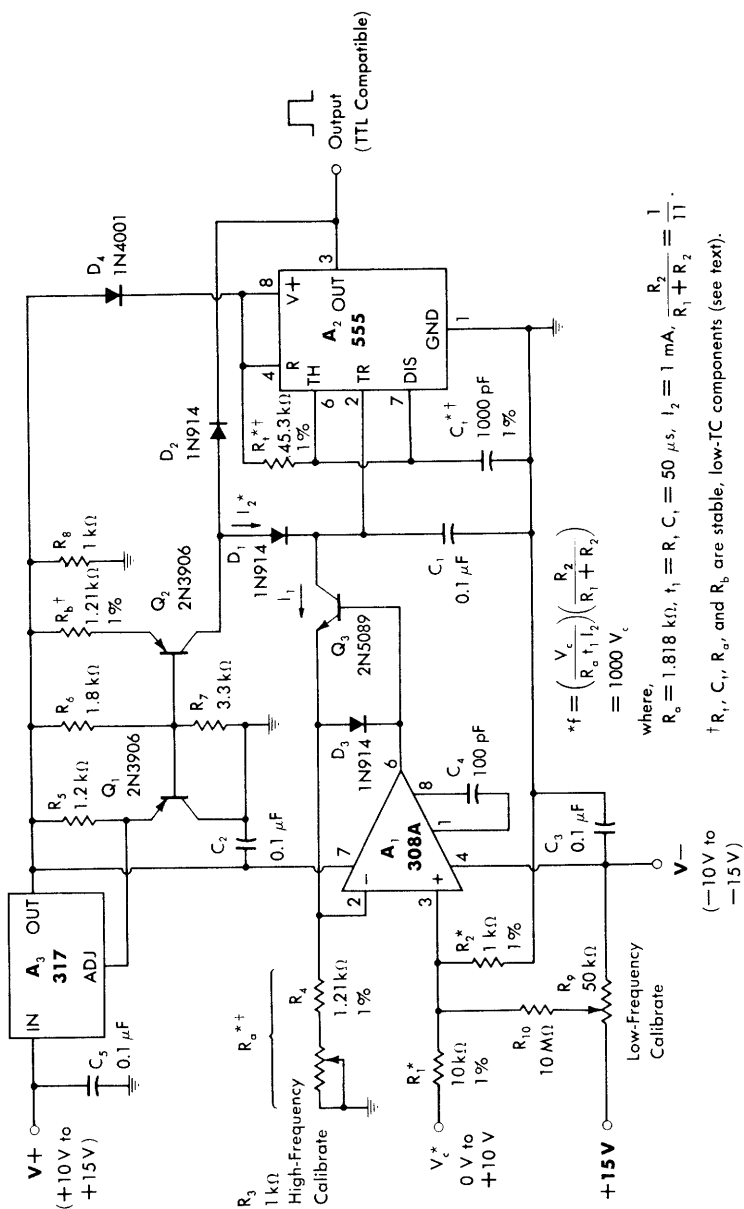 V+
(+10V to
+15V)
C5
0.1 µF
IN
A3
317
OUT
ADJ
R5
1.2 kΩ
Q1
2N3906
R6
1.8 kΩ
R7
3.3 kΩ
C2
0.1 µF
Rb†
1.21kΩ
1%
Q2
2N3906
R8
1 kΩ
D4
1N4001
D2
1N914
D1
1N914
I2*
I1
Rt*†
45.3 kΩ
1%
4
8
R
V+
A2
555
OUT
3
TH
6
TR
2
DIS
7
GND
1
Ct*†
1000 pF
1%
Output
(TTL Compatible)
R3
1 kΩ
High-Frequency
Calibrate
Ra*†
R4
1.21kΩ
1%
Q3
2N5089
D3
1N914
C1
0.1 µF
2
−
7
A1
308A
6
3
+
4
1
8
C4
100 pF
Vc*
0 V to
+10 V
R1*
10 kΩ
1%
R2*
1 kΩ
1%
R10
10 MΩ
C3
0.1 µF
+15V
R9
50 kΩ
Low-Frequency
Calibrate
V−
(−10V to
−15V)
*f = (Vc / Ra t1 I2) (R2 / R1 + R2)
= 1000 Vc
where,
Ra = 1.818 kΩ, t1 = Rt Ct = 50 µs, I2 = 1 mA, R2 / R1 + R2 = 1 / 11.
†Rt, Ct, Ra, and Rb are stable, low-TC components (see text).